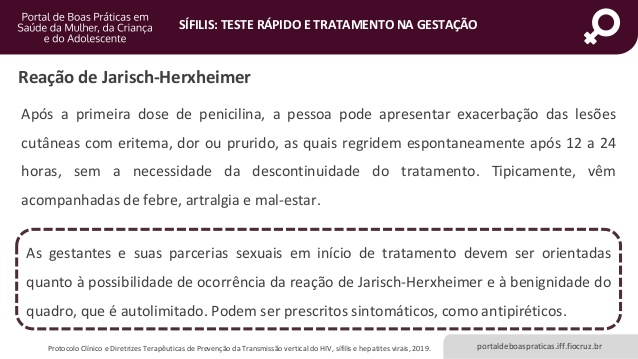 Portal de Boas Práticas em
Saúde da Mulher, da Criança
e do Adolescente
SÍFILIS: TESTE RÁPIDO E TRATAMENTO NA GESTAÇÃO
Reação de Jarisch-Herxheimer
Após a primeira dose de penicilina, a pessoa pode apresentar exacerbação das lesões
cutâneas com eritema, dor ou prurido, as quais regridem espontaneamente após 12 a 24
horas, sem a necessidade da descontinuidade do tratamento. Tipicamente, vêm
acompanhadas de febre, artralgia e mal-estar.
As gestantes e suas parcerias sexuais em início de tratamento devem ser orientadas
quanto à possibilidade de ocorrência da reação de Jarisch-Herxheimer e à benignidade do
quadro, que é autolimitado. Podem ser prescritos sintomáticos, como antipiréticos.
Protocolo Clínico e Diretrizes Terapêuticas de Prevenção da Transmissão vertical do HIV, sífilis e hepatites virais, 2019.
portaldeboaspraticas.iff.fiocruz.br